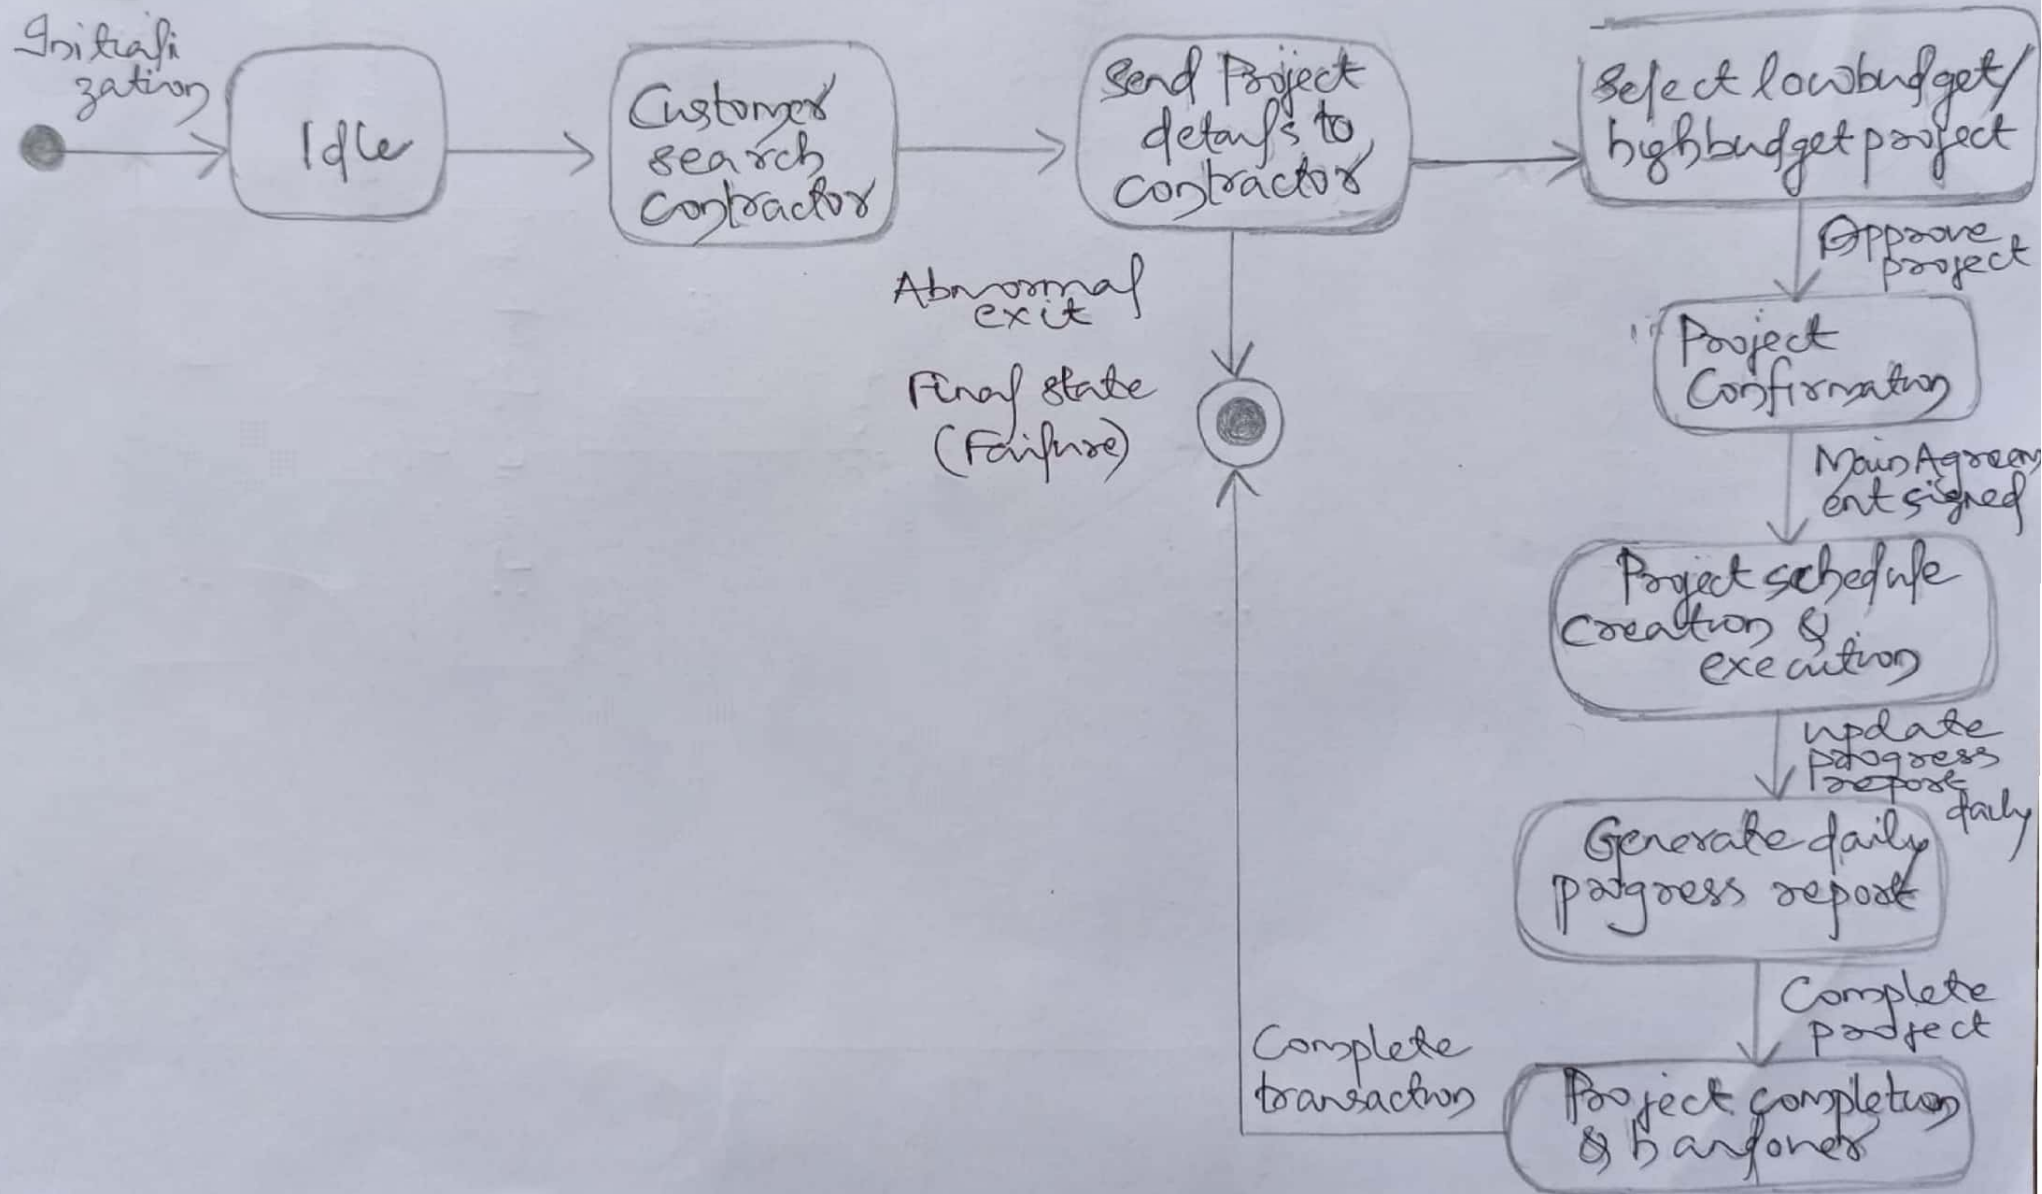 Initiali
zation
Idle
Customer
search
contractor
Send Project
details to
contractor
Select lowbudget/
highbudget project
Approve
project
Abnormal
exit
Final state
(Failure)
Project
Confirmation
Main Agreem
ent signed
Project schedule
creation &
execution
update
progress
report
daily
Generate daily
progress report
Complete
project
Complete
transaction
Project completion
& handover